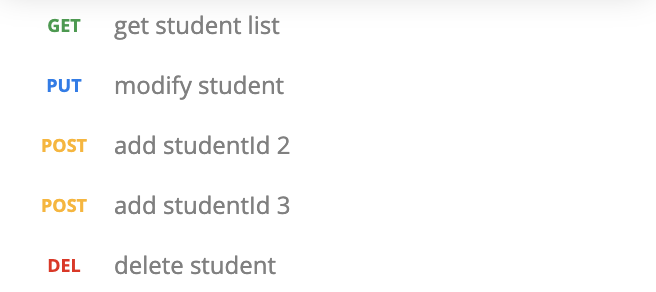 GET get student list
PUT modify student
POST add studentId 2
POST add studentId 3
DEL delete student